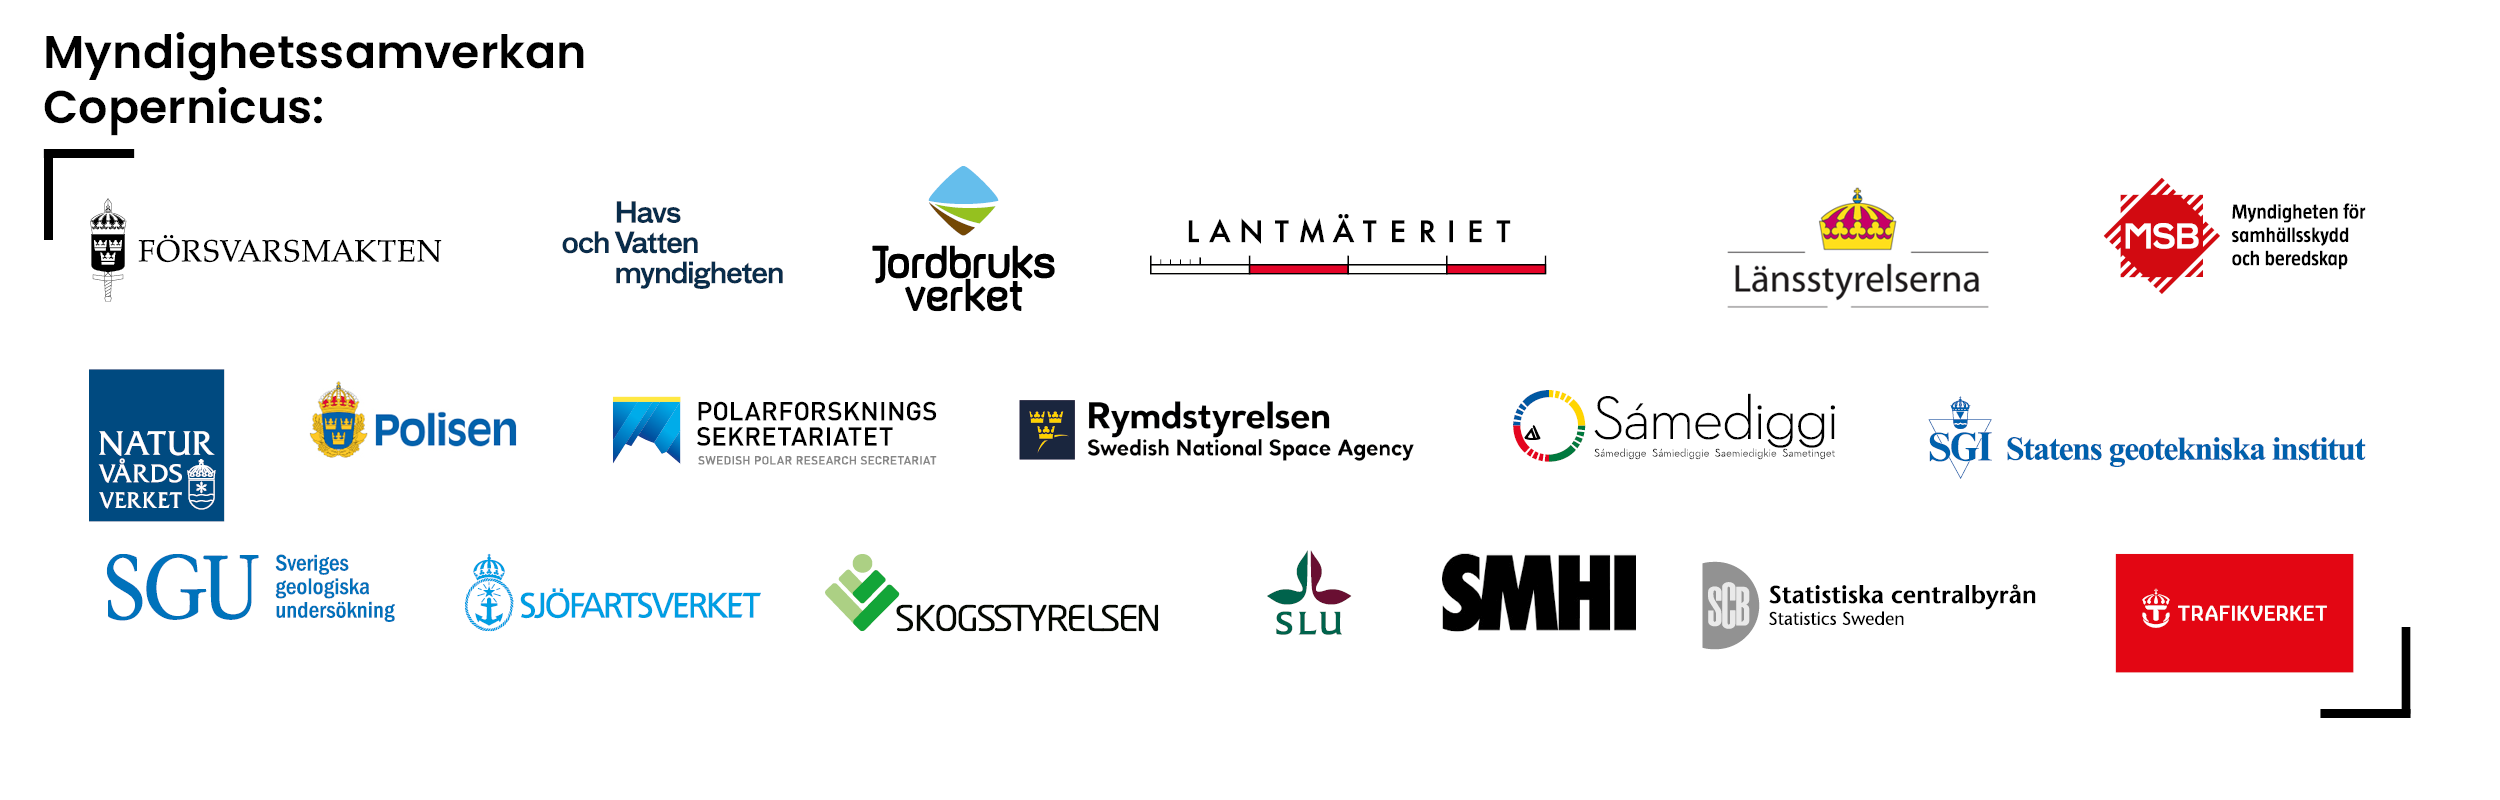 Myndighetssamverkan
Copernicus:
FÖRSVARSMAKTEN
Havs
och Vatten
myndigheten
Jordbruks
verket
LANTMÄTERIET
Länsstyrelserna
MSB
Myndigheten för
samhällsskydd
och beredskap
NATUR
VÅRDS
VERKET
Polisen
POLARFORSKNINGS
SEKRETARIATET
SWEDISH POLAR RESEARCH SECRETARIAT
Rymdstyrelsen
Swedish National Space Agency
Sámediggi
Sámedigge Sámiediggie Saemiedigkie Sametinget
SGI
Statens geotekniska institut
SGU
Sveriges
geologiska
undersökning
SJÖFARTSVERKET
SKOGSSTYRELSEN
SLU
SMHI
SCB
Statistiska centralbyrån
Statistics Sweden
TRAFIKVERKET